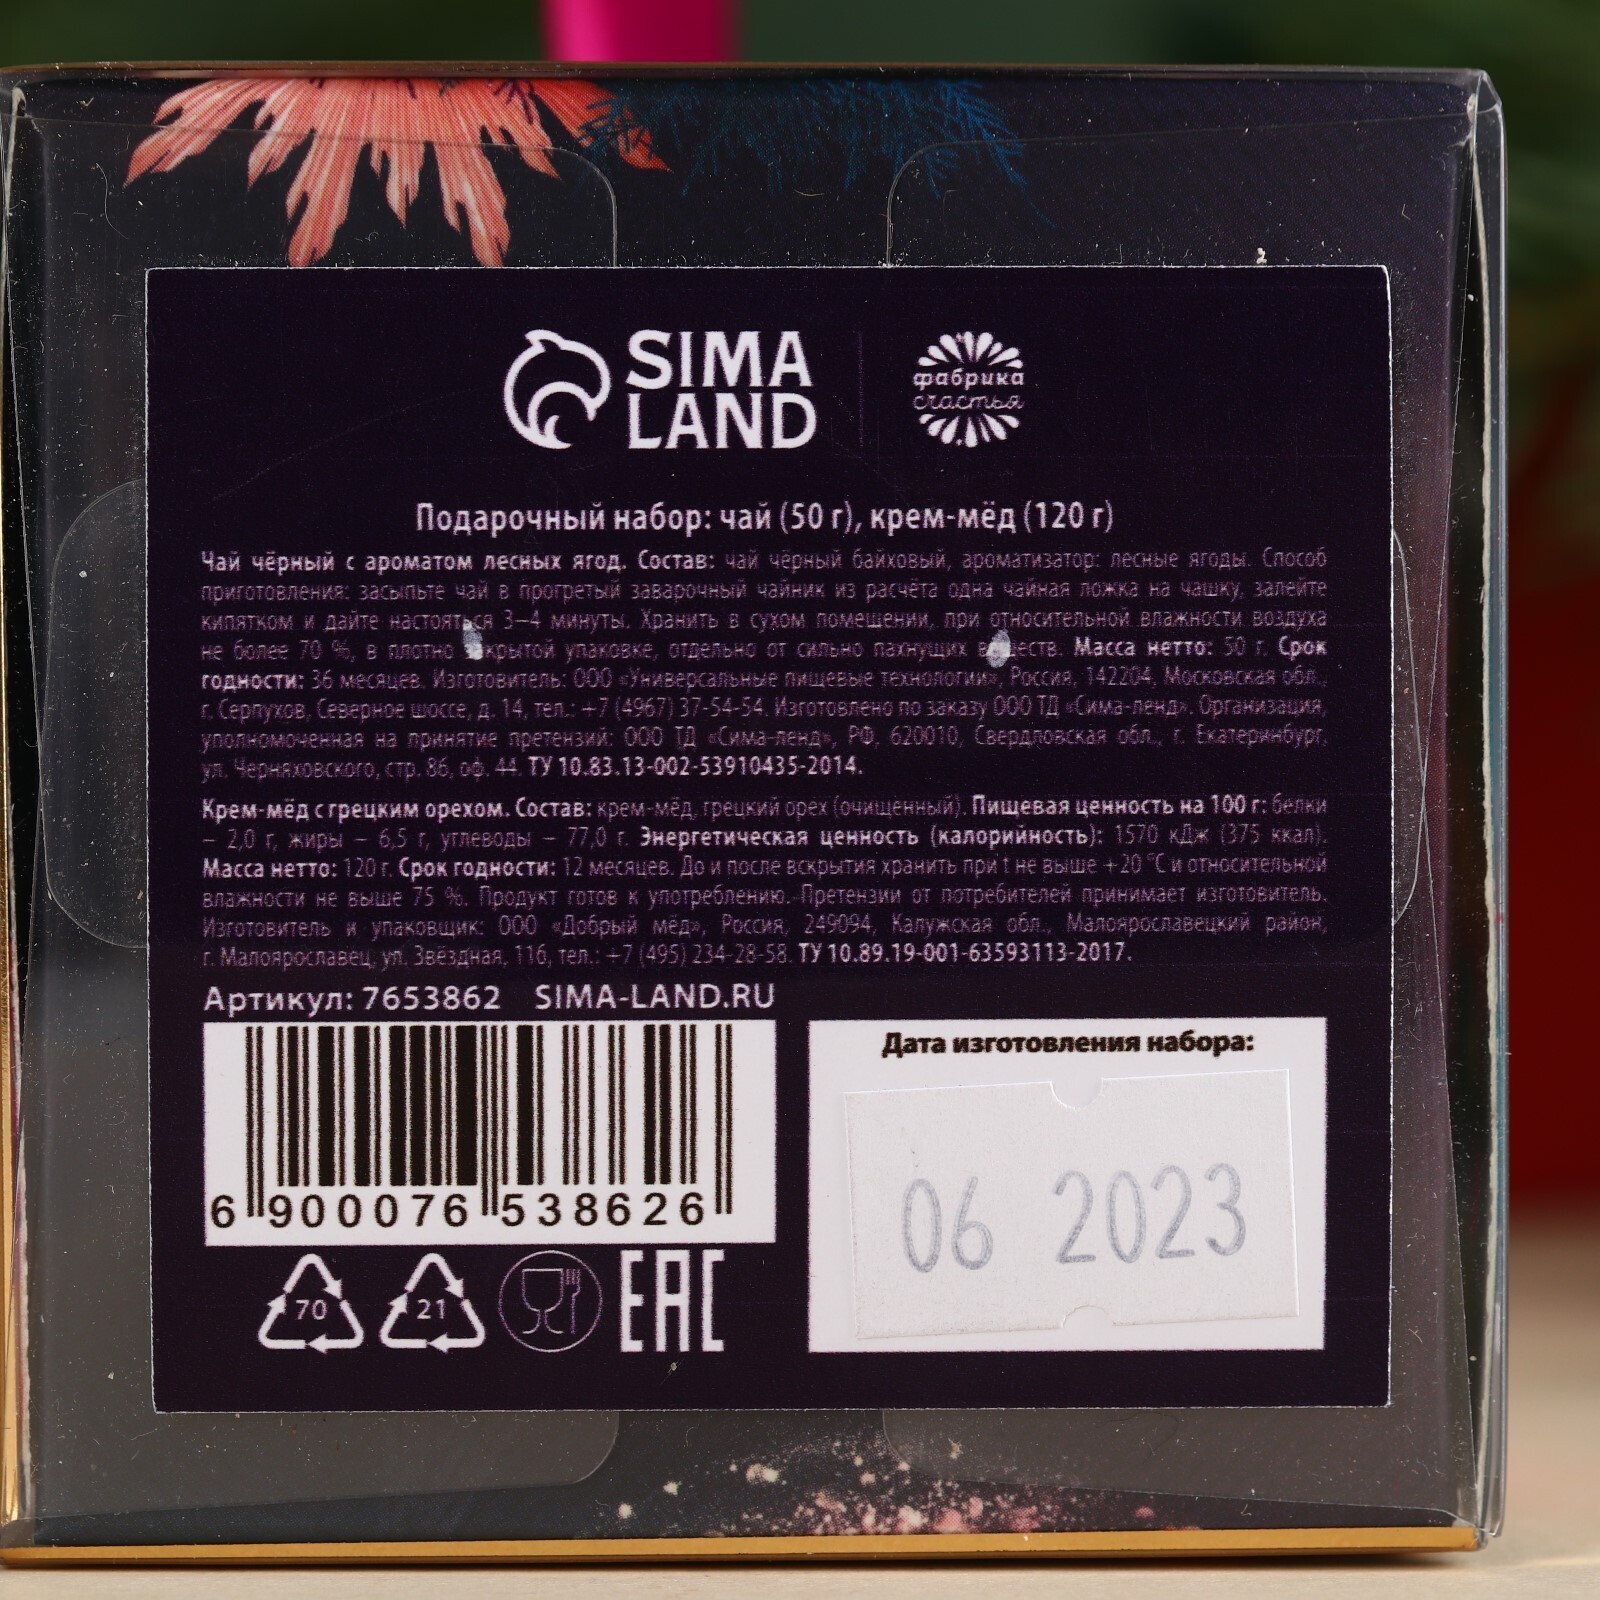 SIMA
LAND
фабрика
счастья
Подарочный набор: чай (50 г), крем-мёд (120 г)
Чай чёрный с ароматом лесных ягод. Состав: чай чёрный байховый, ароматизатор: лесные ягоды. Способ
приготовления: засыпьте чай в прогретый заварочный чайник из расчёта одна чайная ложка на чашку, залейте
кипятком и дайте настояться 3–4 минуты. Хранить в сухом помещении, при относительной влажности воздуха
не более 70 %, в плотно закрытой упаковке, отдельно от сильно пахнущих веществ. Масса нетто: 50 г. Срок
годности: 36 месяцев. Изготовитель: ООО «Универсальные пищевые технологии», Россия, 142204, Московская обл.,
г. Серпухов, Северное шоссе, д. 14, тел.: +7 (4967) 37-54-54. Изготовлено по заказу ООО ТД «Сима-ленд». Организация,
уполномоченная на принятие претензий: ООО ТД «Сима-ленд», РФ, 620010, Свердловская обл., г. Екатеринбург,
ул. Черняховского, стр. 86, оф. 44. ТУ 10.83.13-002-53910435-2014.
Крем-мёд с грецким орехом. Состав: крем-мёд, грецкий орех (очищенный). Пищевая ценность на 100 г: белки
– 2,0 г, жиры – 6,5 г, углеводы – 77,0 г. Энергетическая ценность (калорийность): 1570 кДж (375 ккал).
Масса нетто: 120 г. Срок годности: 12 месяцев. До и после вскрытия хранить при t не выше +20 °С и относительной
влажности не выше 75 %. Продукт готов к употреблению. Претензии от потребителей принимает изготовитель.
Изготовитель и упаковщик: ООО «Добрый мёд», Россия, 249094, Калужская обл., Малоярославецкий район,
г. Малоярославец, ул. Звёздная, 11б, тел.: +7 (495) 234-28-58. ТУ 10.89.19-001-63593113-2017.
Артикул: 7653862 SIMA-LAND.RU
Дата изготовления набора:
06 2023
6 900076 538626
70 21 EAC